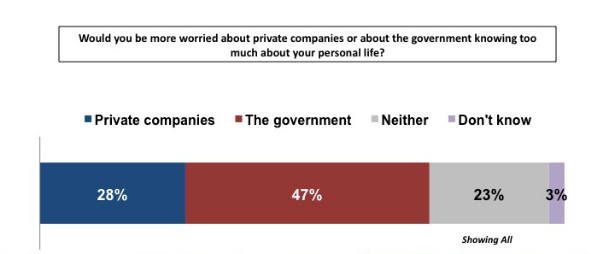 Would you be more worried about private companies or about the government knowing too
much about your personal life?
Private companies The government Neither Don't know
28% 47% 23% 3%
Showing All